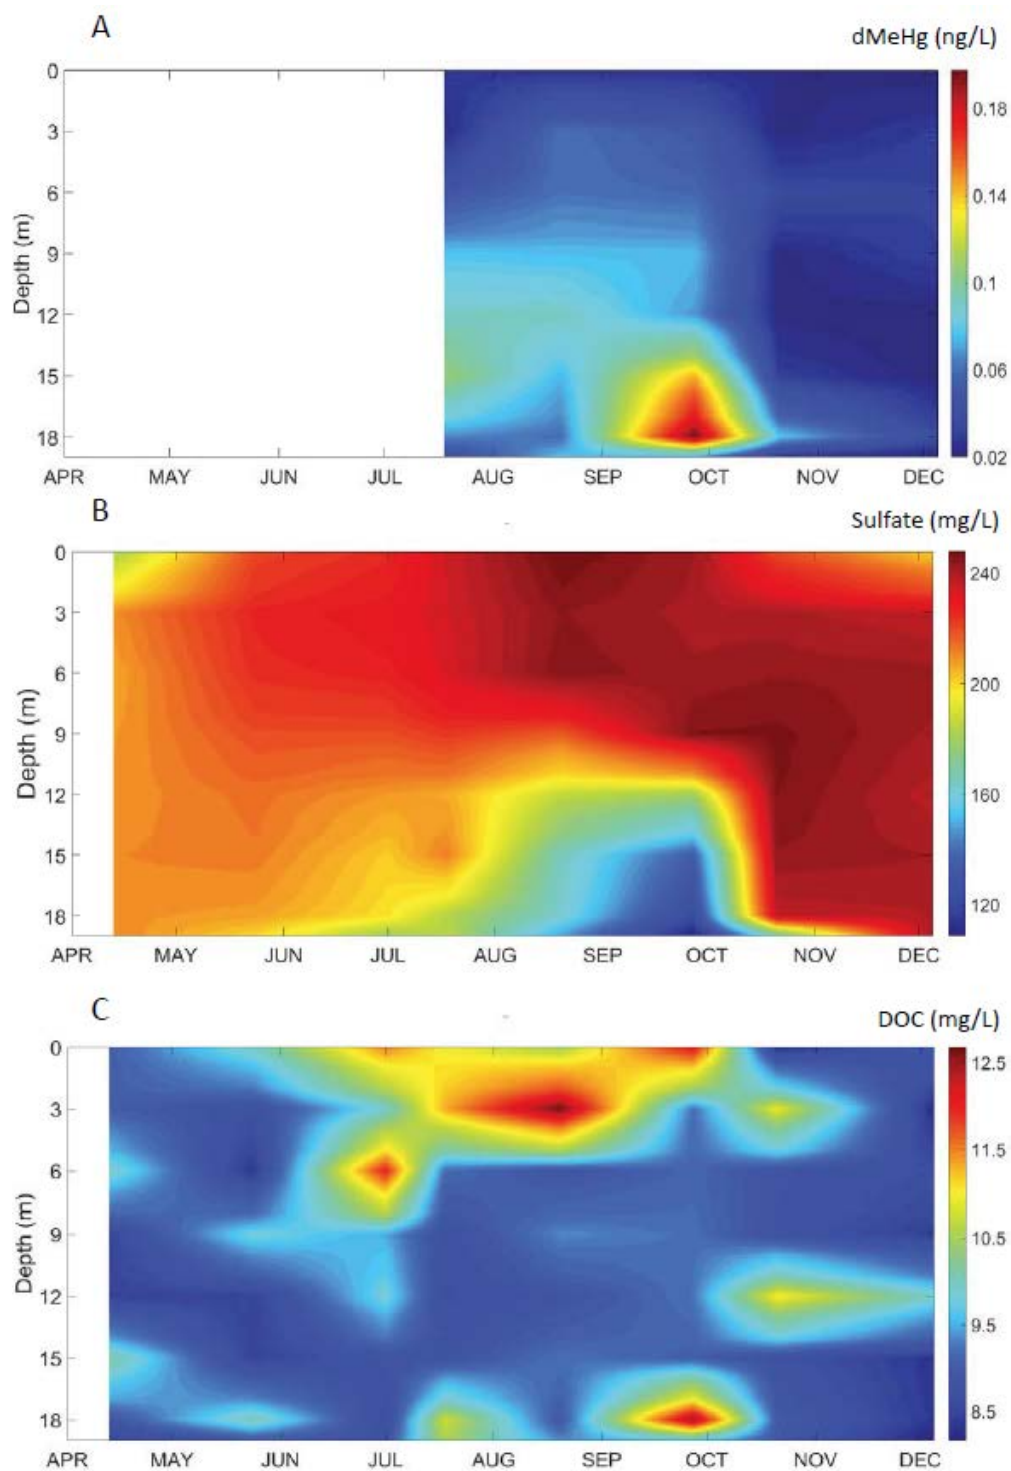 A
dMeHg (ng/L)
0
3
6
9
12
15
18
Depth (m)
APR MAY JUN JUL AUG SEP OCT NOV DEC
0.18
0.14
0.1
0.06
0.02
B
Sulfate (mg/L)
0
3
6
9
12
15
18
Depth (m)
APR MAY JUN JUL AUG SEP OCT NOV DEC
240
200
160
120
C
DOC (mg/L)
0
3
6
9
12
15
18
Depth (m)
APR MAY JUN JUL AUG SEP OCT NOV DEC
12.5
11.5
10.5
9.5
8.5